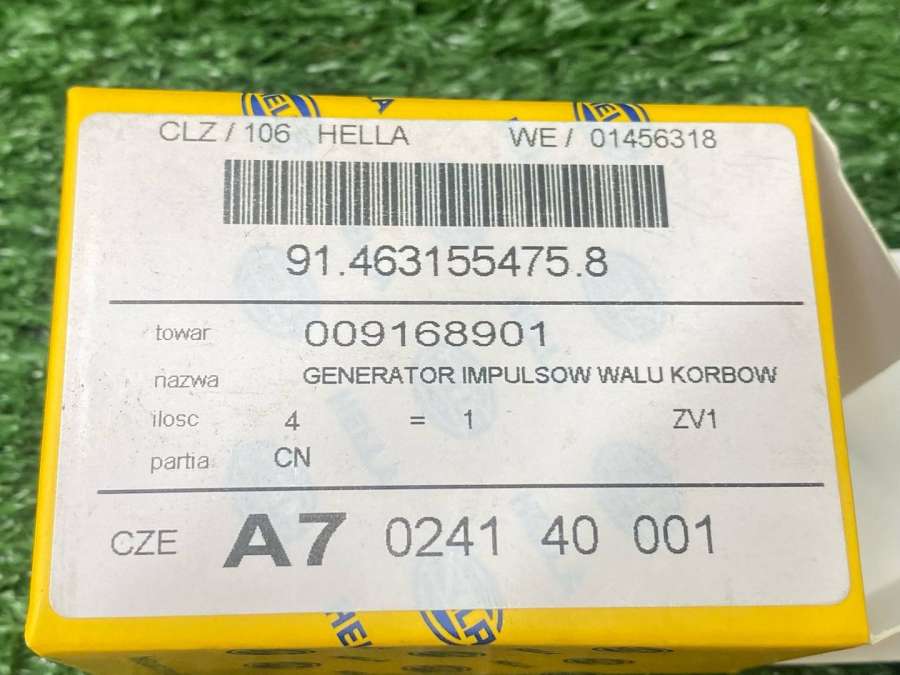 CLZ / 106 HELLA WE / 01456318
91.463155475.8
towar 009168901
nazwa GENERATOR IMPULSOW WALU KORBOW
ilosc 4 = 1 ZV1
partia CN
CZE A7 0241 40 001